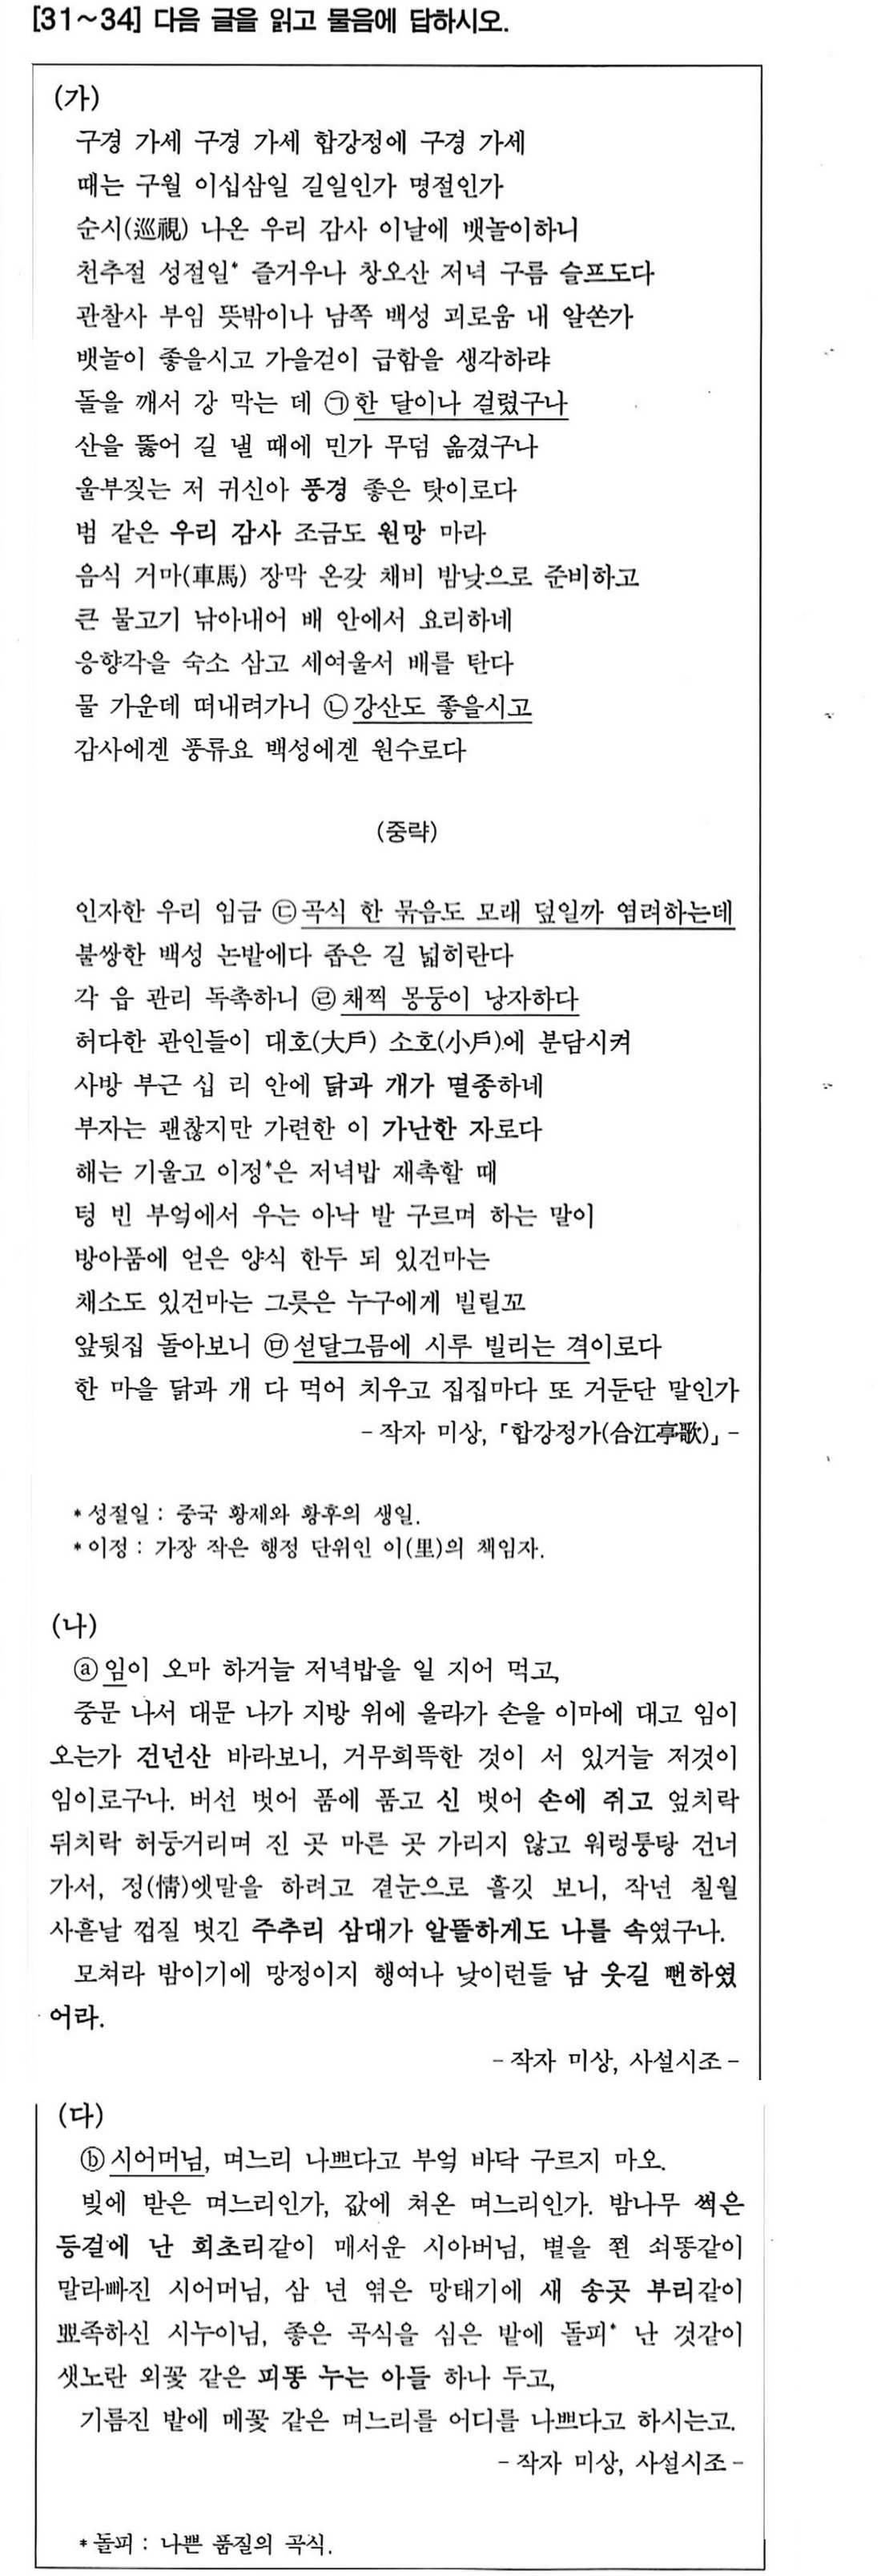 [31~34] 다음 글을 읽고 물음에 답하시오.
(가)
구경 가세 구경 가세 합강정에 구경 가세
때는 구월 이십삼일 길일인가 명절인가
순시(巡視) 나온 우리 감사 이날에 뱃놀이하니
천추절 성절일* 즐거우나 창오산 저녁 구름 슬프도다
관찰사 부임 뜻밖이나 남쪽 백성 괴로움 내 알쏜가
뱃놀이 좋을시고 가을걷이 급함을 생각하랴
돌을 깨서 강 막는 데 ㉠한 달이나 걸렸구나
산을 뚫어 길 낼 때에 민가 무덤 옮겼구나
울부짖는 저 귀신아 풍경 좋은 탓이로다
범 같은 우리 감사 조금도 원망 마라
음식 거마(車馬) 장막 온갖 채비 밤낮으로 준비하고
큰 물고기 낚아내어 배 안에서 요리하네
응향각을 숙소 삼고 세여울서 배를 탄다
물 가운데 떠내려가니 ㉡강산도 좋을시고
감사에겐 풍류요 백성에겐 원수로다
(중략)
인자한 우리 임금 ㉢곡식 한 묶음도 모래 덮일까 염려하는데
불쌍한 백성 논밭에다 좁은 길 넓히란다
각 읍 관리 독촉하니 ㉣채찍 몽둥이 낭자하다
허다한 관인들이 대호(大戶) 소호(小戶)에 분담시켜
사방 부근 십 리 안에 닭과 개가 멸종하네
부자는 괜찮지만 가련한 이 가난한 자로다
해는 기울고 이정*은 저녁밥 재촉할 때
텅 빈 부엌에서 우는 아낙 발 구르며 하는 말이
방아품에 얻은 양식 한두 되 있건마는
채소도 있건마는 그릇은 누구에게 빌릴꼬
앞뒷집 돌아보니 ㉤섣달그믐에 시루 빌리는 격이로다
한 마을 닭과 개 다 먹어 치우고 집집마다 또 거둔단 말인가
- 작자 미상, 「합강정가(合江亭歌)」 -
* 성절일 : 중국 황제와 황후의 생일.
* 이정 : 가장 작은 행정 단위인 이(里)의 책임자.
(나)
ⓐ임이 오마 하거늘 저녁밥을 일 지어 먹고,
중문 나서 대문 나가 지방 위에 올라가 손을 이마에 대고 임이
오는가 건넌산 바라보니, 거무희뜩한 것이 서 있거늘 저것이
임이로구나. 버선 벗어 품에 품고 신 벗어 손에 쥐고 엎치락
뒤치락 허둥거리며 진 곳 마른 곳 가리지 않고 워렁퉁탕 건너
가서, 정(情)엣말을 하려고 곁눈으로 흘깃 보니, 작년 칠월
사흗날 껍질 벗긴 주추리 삼대가 알뜰하게도 나를 속였구나.
모쳐라 밤이기에 망정이지 행여나 낮이런들 남 웃길 뻔하였
어라.
- 작자 미상, 사설시조 -
(다)
ⓑ시어머님, 며느리 나쁘다고 부엌 바닥 구르지 마오.
빚에 받은 며느리인가, 값에 쳐온 며느리인가. 밤나무 썩은
등걸에 난 회초리같이 매서운 시아버님, 볕을 쬔 쇠똥같이
말라빠진 시어머님, 삼 년 엮은 망태기에 새 송곳 부리같이
뾰족하신 시누이님, 좋은 곡식을 심은 밭에 돌피* 난 것같이
샛노란 외꽃 같은 피똥 누는 아들 하나 두고,
기름진 밭에 메꽃 같은 며느리를 어디를 나쁘다고 하시는고.
- 작자 미상, 사설시조 -
* 돌피 : 나쁜 품질의 곡식.